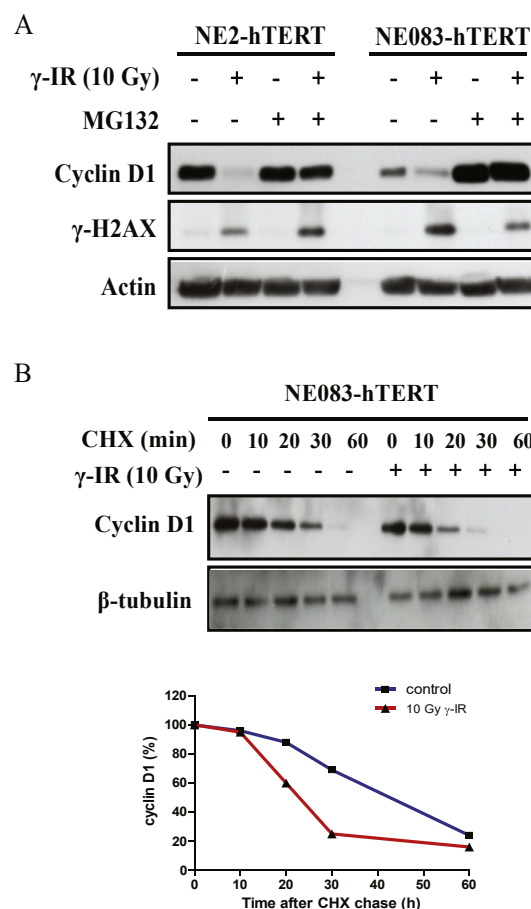 A
NE2-hTERT NE083-hTERT
γ-IR (10 Gy) - + - + - + - +
MG132 - - + + - - + +
Cyclin D1
γ-H2AX
Actin
B
NE083-hTERT
CHX (min) 0 10 20 30 60 0 10 20 30 60
γ-IR (10 Gy) - - - - - + + + + +
Cyclin D1
β-tubulin
control
10 Gy γ-IR
120
100
80
60
40
20
0
cyclin D1 (%)
0 10 20 30 40 50 60
Time after CHX chase (h)